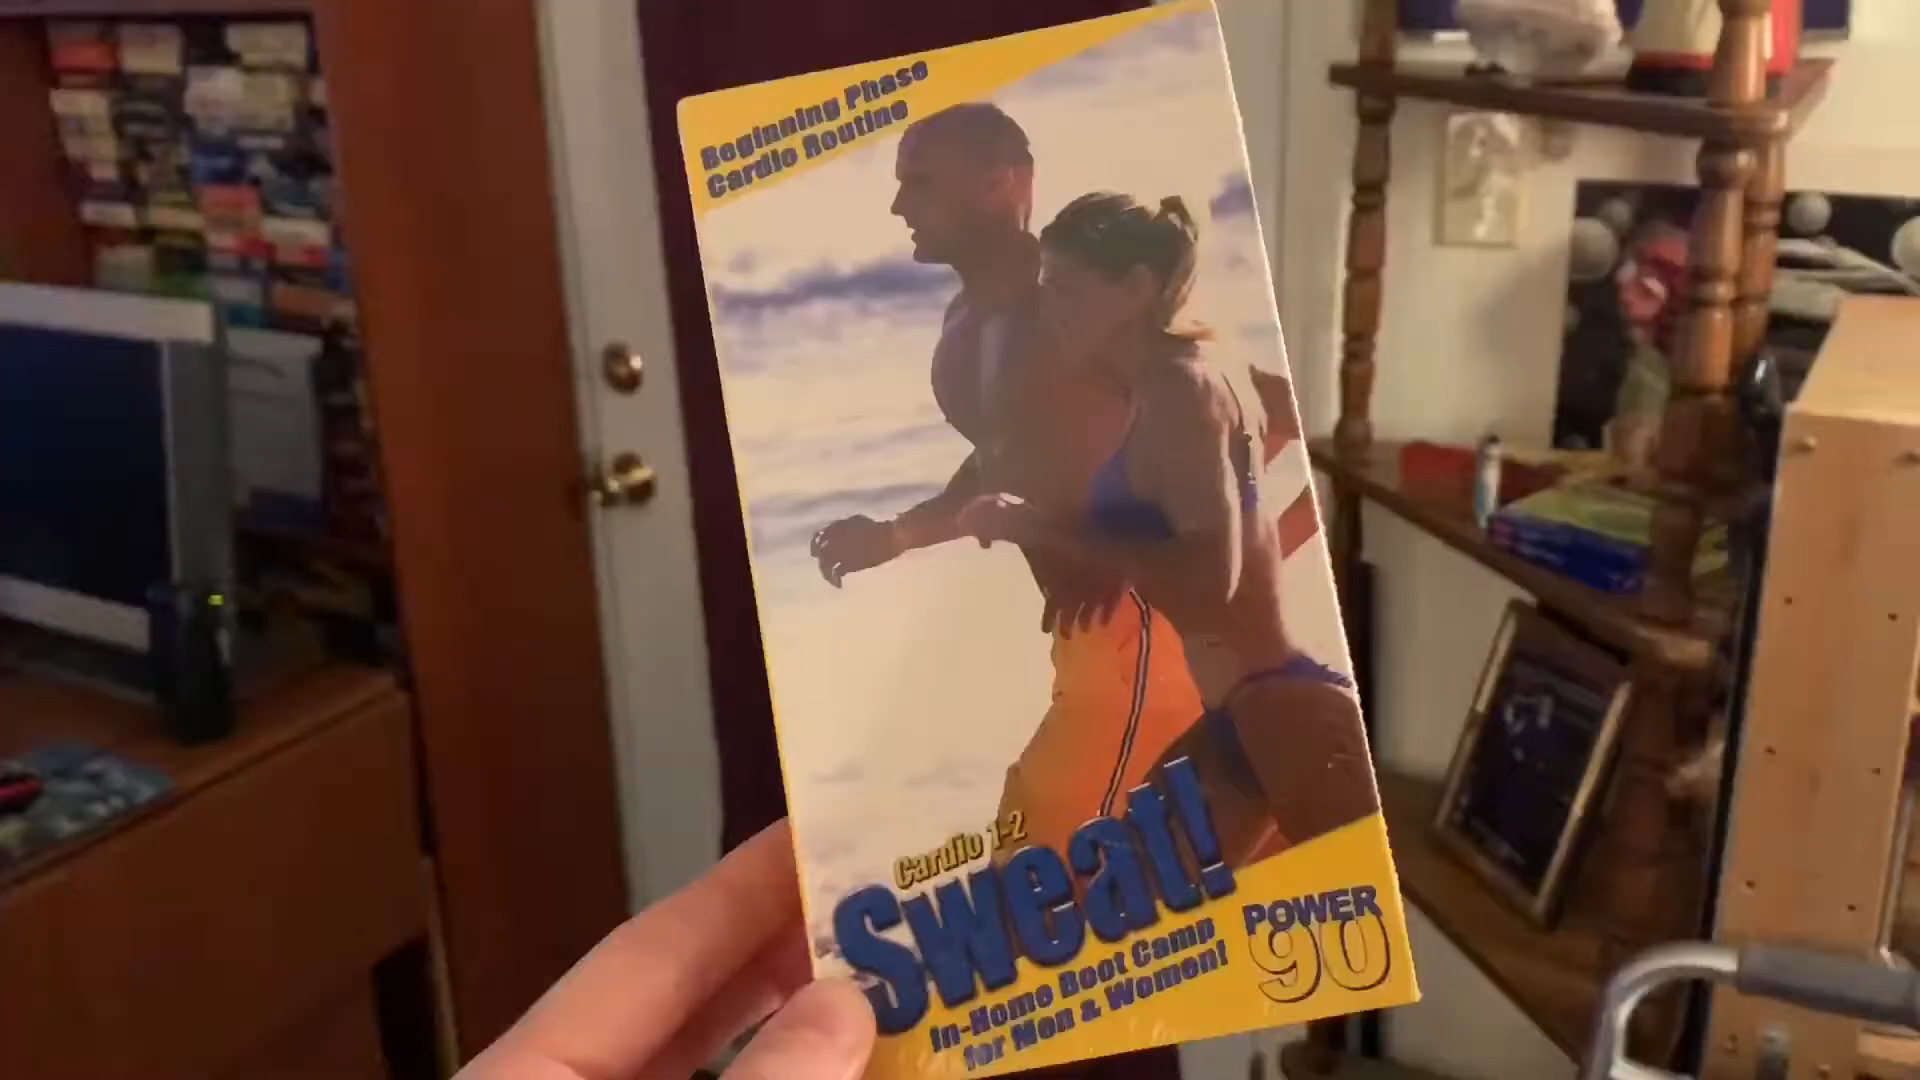 Beginning Phase
Cardio Routine
Cardio 1-2
Sweat!
In-Home Boot Camp
for Men & Women!
POWER
90